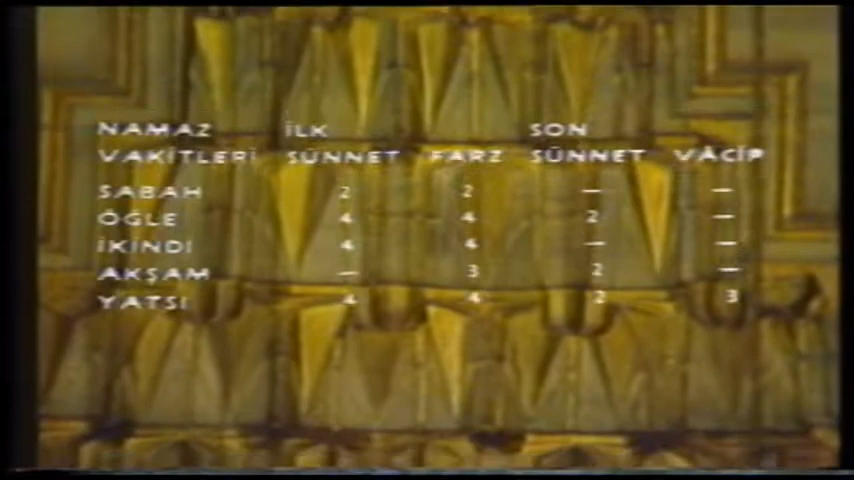 NAMAZ İLK SON
VAKİTLERİ SÜNNET FARZ SÜNNET VÂCİP
SABAH 2 2 — —
ÖĞLE 4 4 2 —
İKİNDİ 4 4 — —
AKŞAM — 3 2 —
YATSI 4 4 2 3